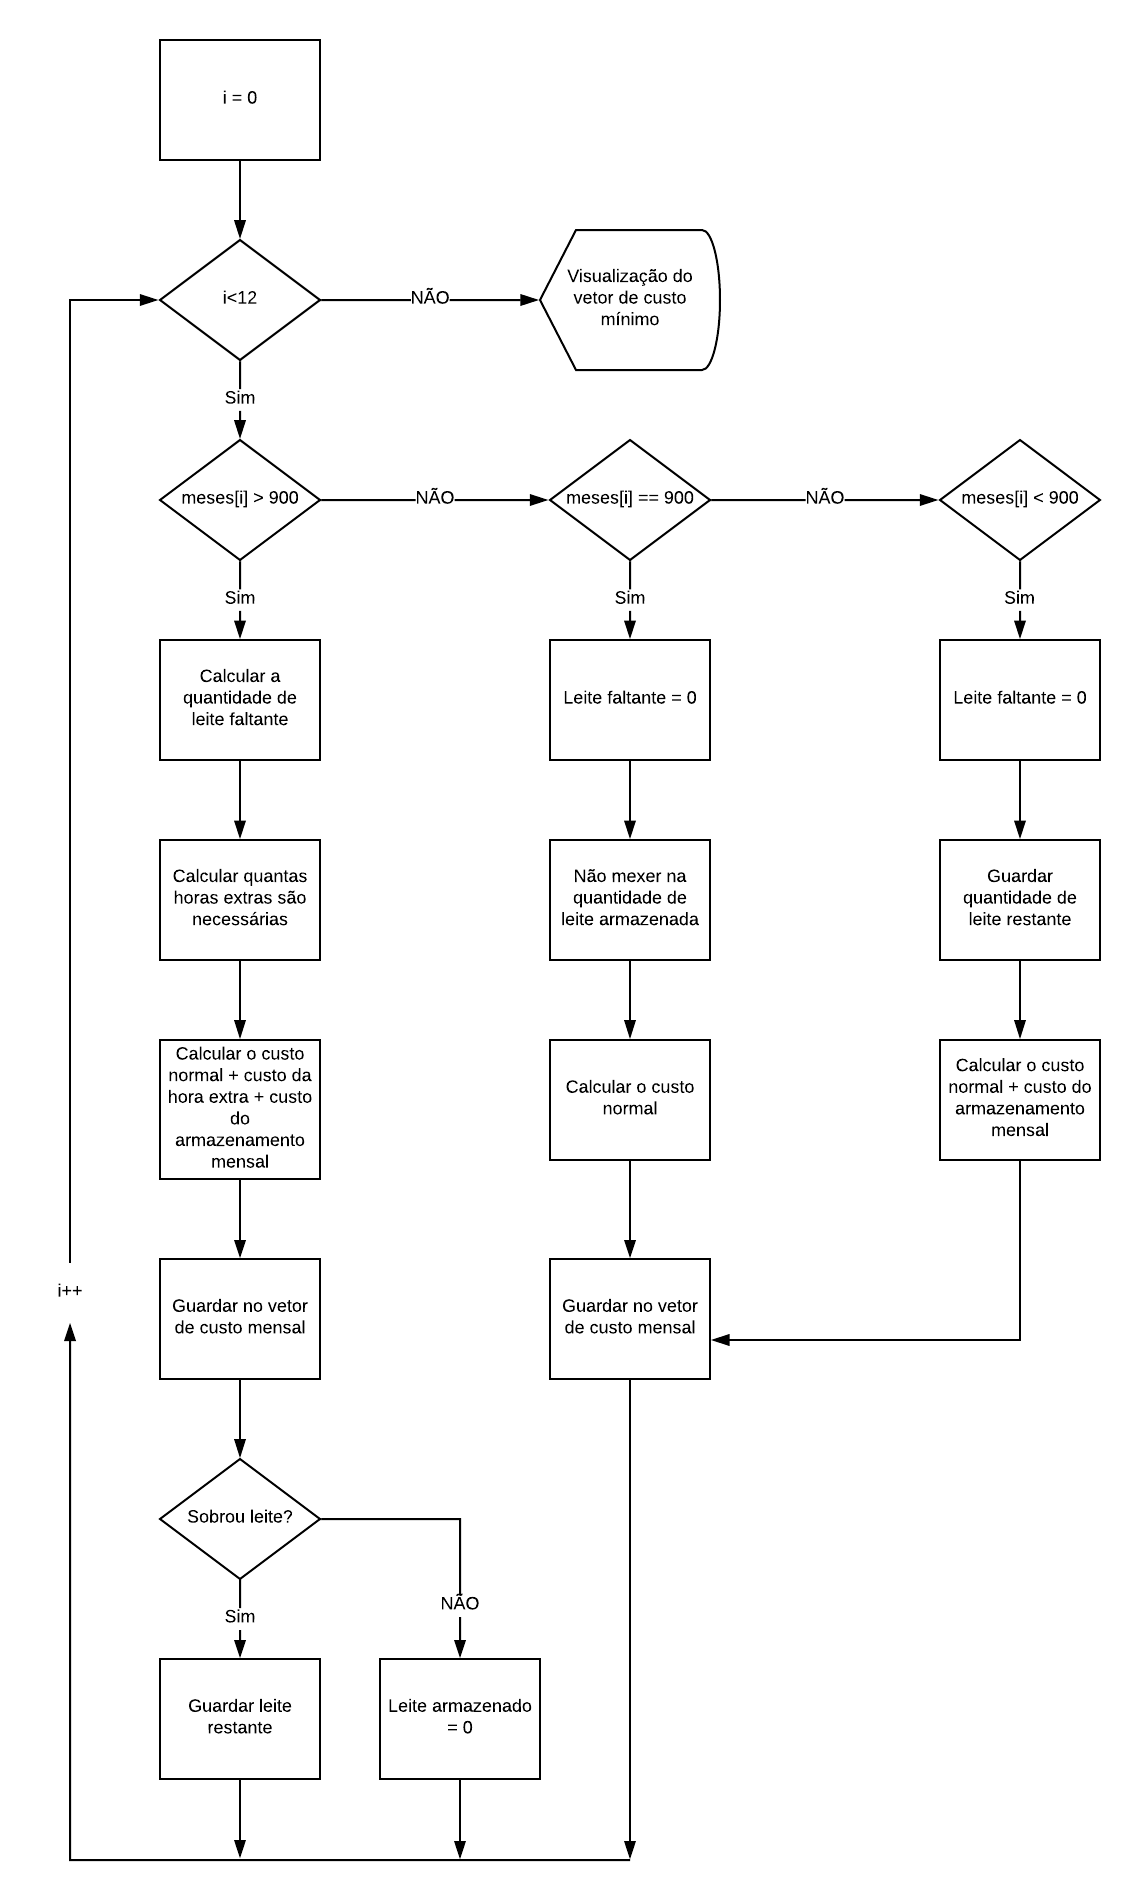 i = 0
i<12
NÃO
Visualização do
vetor de custo
mínimo
Sim
meses[i] > 900
NÃO
meses[i] == 900
NÃO
meses[i] < 900
Sim
Sim
Sim
Calcular a
quantidade de
leite faltante
Leite faltante = 0
Leite faltante = 0
Calcular quantas
horas extras são
necessárias
Não mexer na
quantidade de
leite armazenada
Guardar
quantidade de
leite restante
Calcular o custo
normal + custo da
hora extra + custo
do
armazenamento
mensal
Calcular o custo
normal
Calcular o custo
normal + custo do
armazenamento
mensal
i++
Guardar no vetor
de custo mensal
Guardar no vetor
de custo mensal
Sobrou leite?
Sim
NÃO
Guardar leite
restante
Leite armazenado
= 0